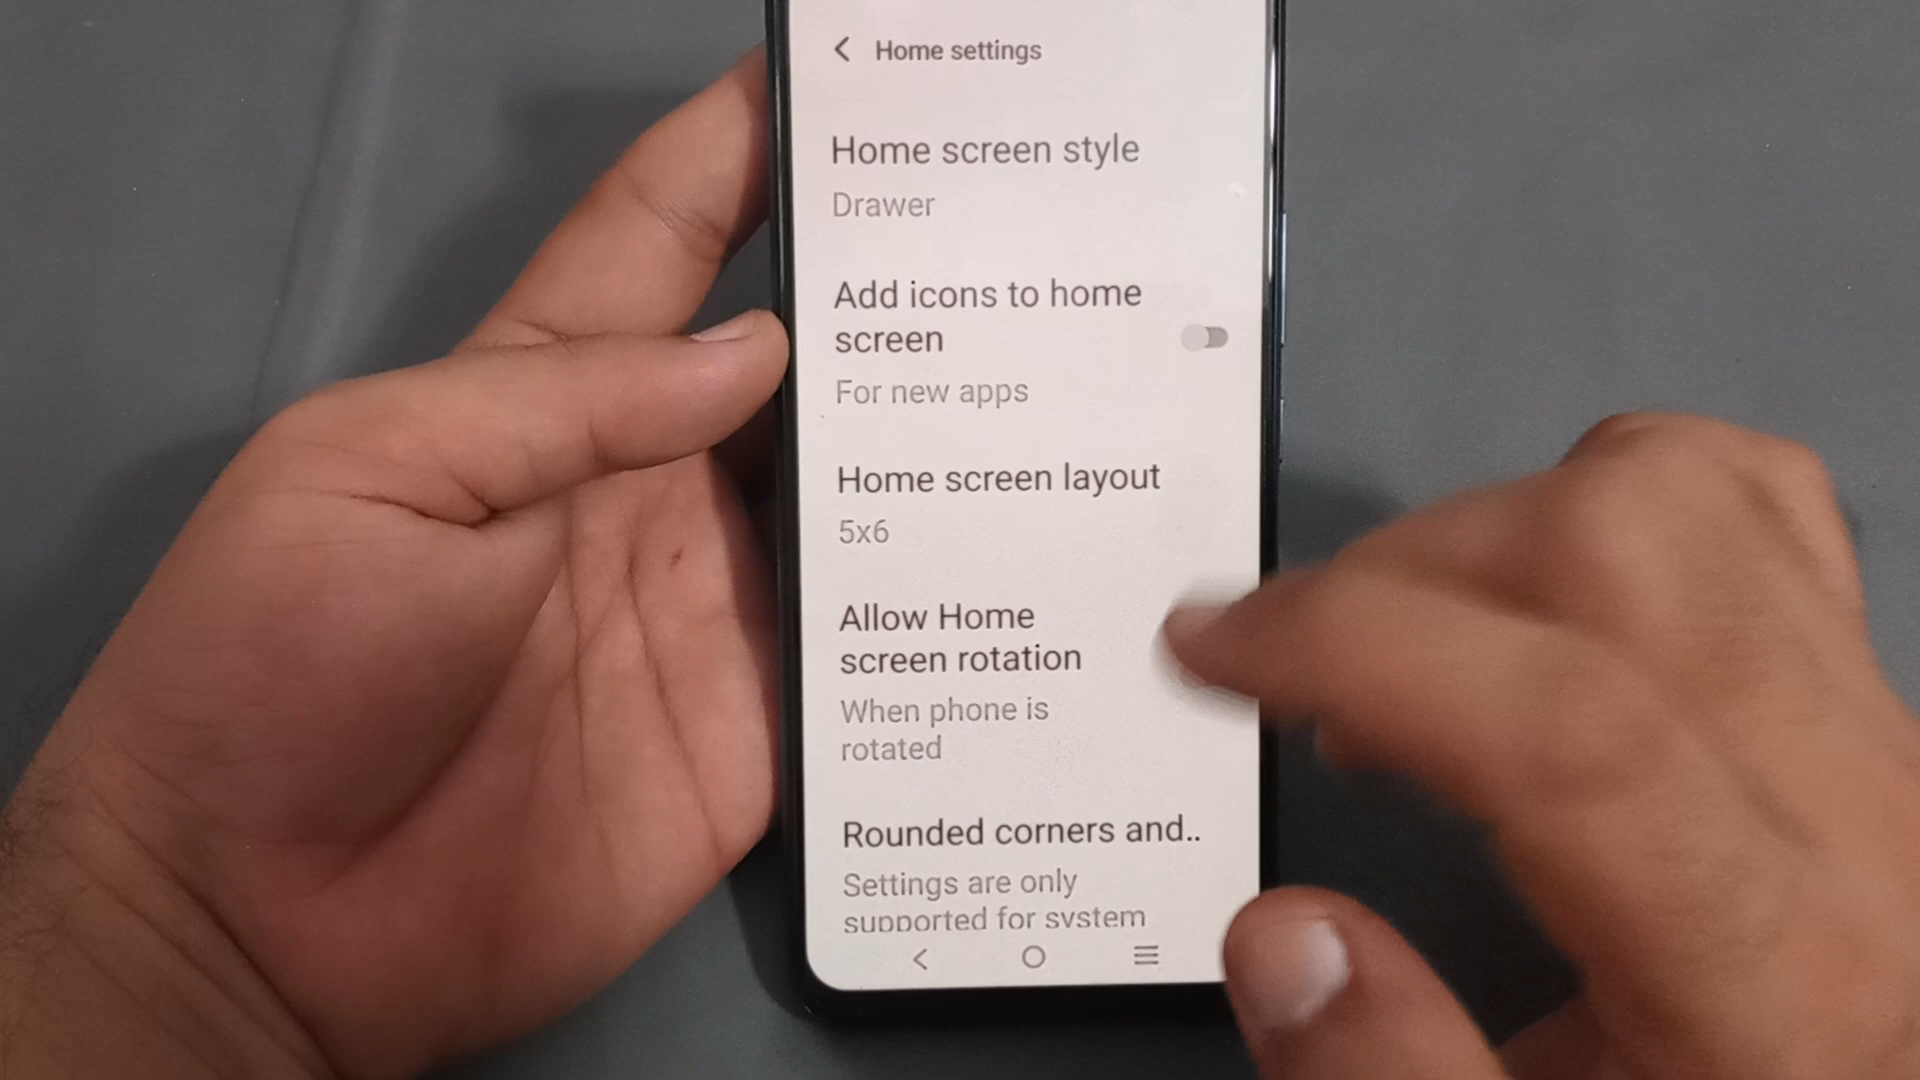 Home settings
Home screen style
Drawer
Add icons to home
screen
For new apps
Home screen layout
5x6
Allow Home
screen rotation
When phone is
rotated
Rounded corners and..
Settings are only
supported for system